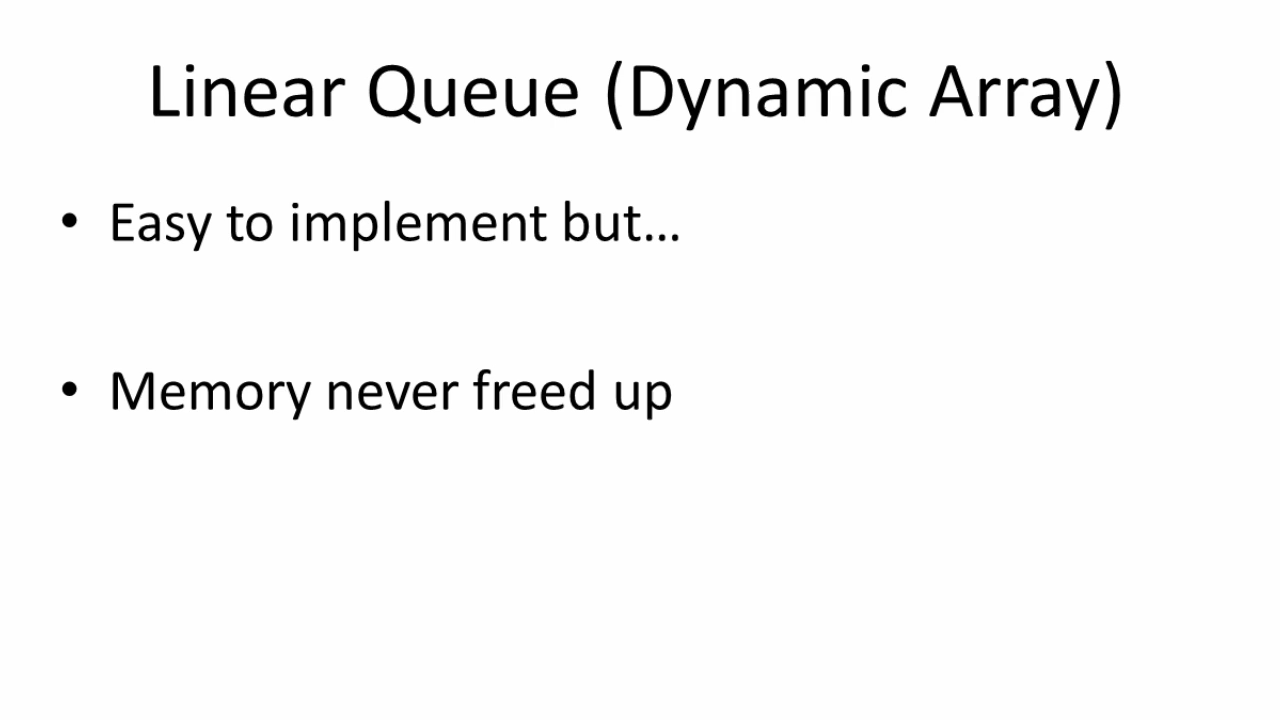 Linear Queue (Dynamic Array)
• Easy to implement but…
• Memory never freed up